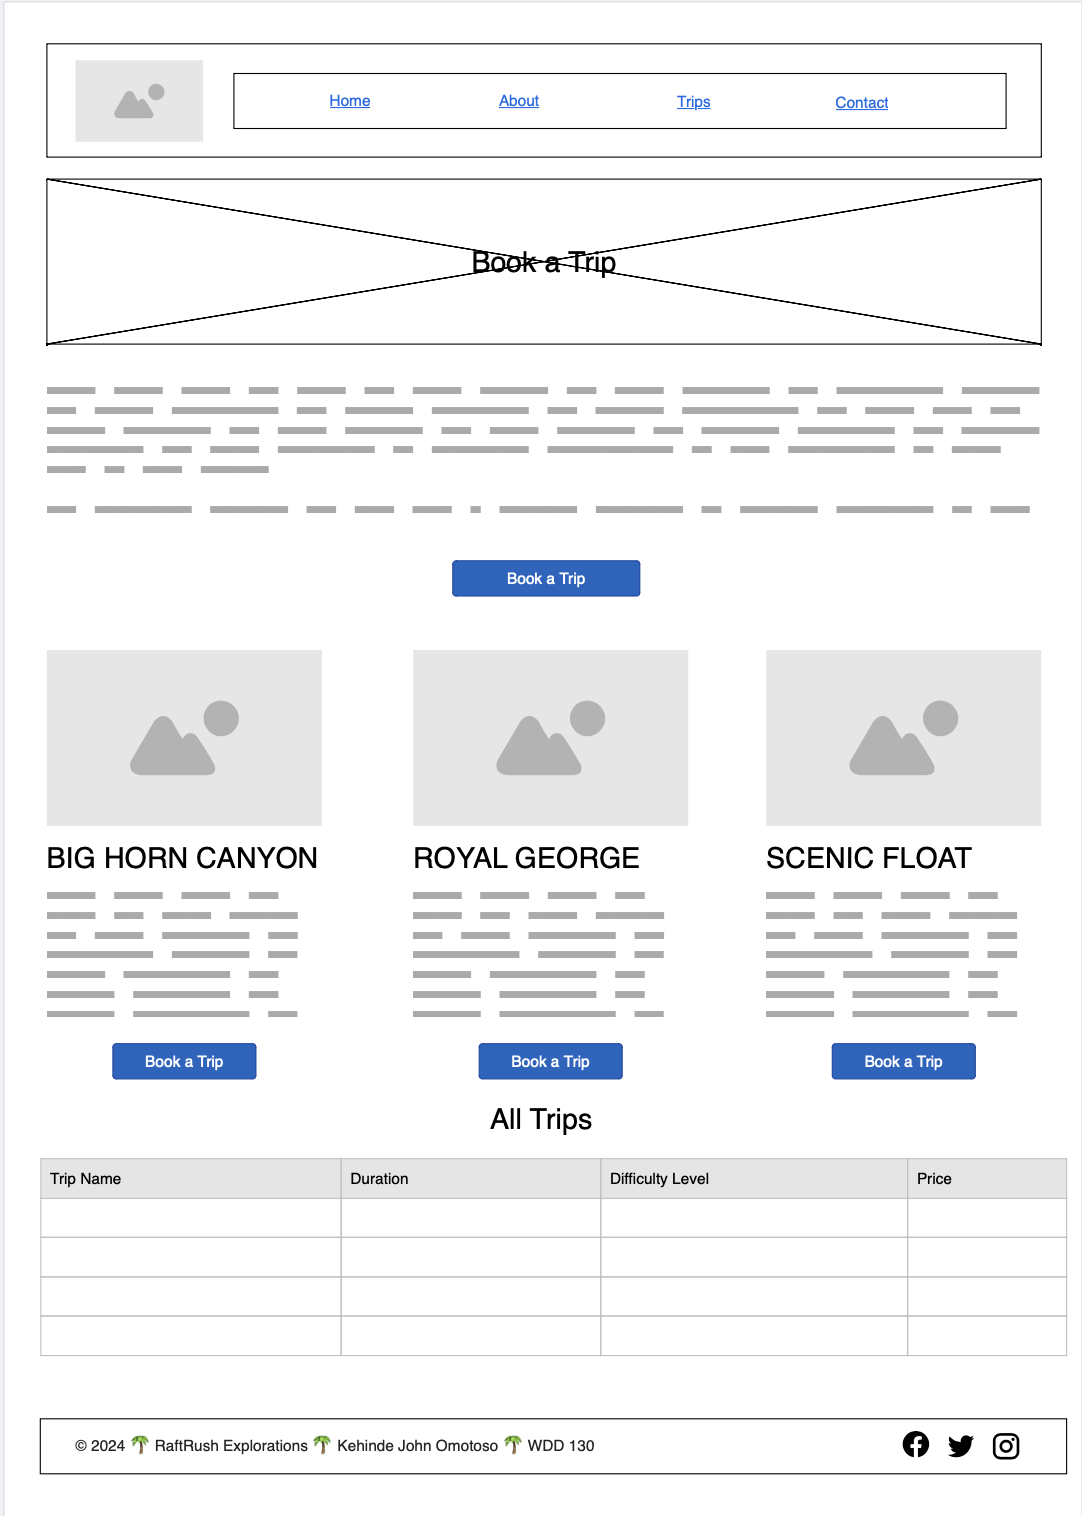 Home About Trips Contact
Book a Trip
Book a Trip
BIG HORN CANYON ROYAL GEORGE SCENIC FLOAT
Book a Trip Book a Trip Book a Trip
All Trips
Trip Name Duration Difficulty Level Price
© 2024 🌴 RaftRush Explorations 🌴 Kehinde John Omotoso 🌴 WDD 130